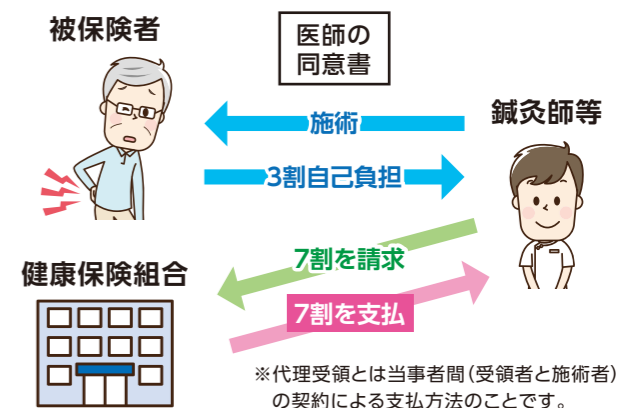 被保険者
医師の
同意書
施術
鍼灸師等
3割自己負担
7割を請求
健康保険組合
7割を支払
※代理受領とは当事者間(受領者と施術者)
の契約による支払方法のことです。